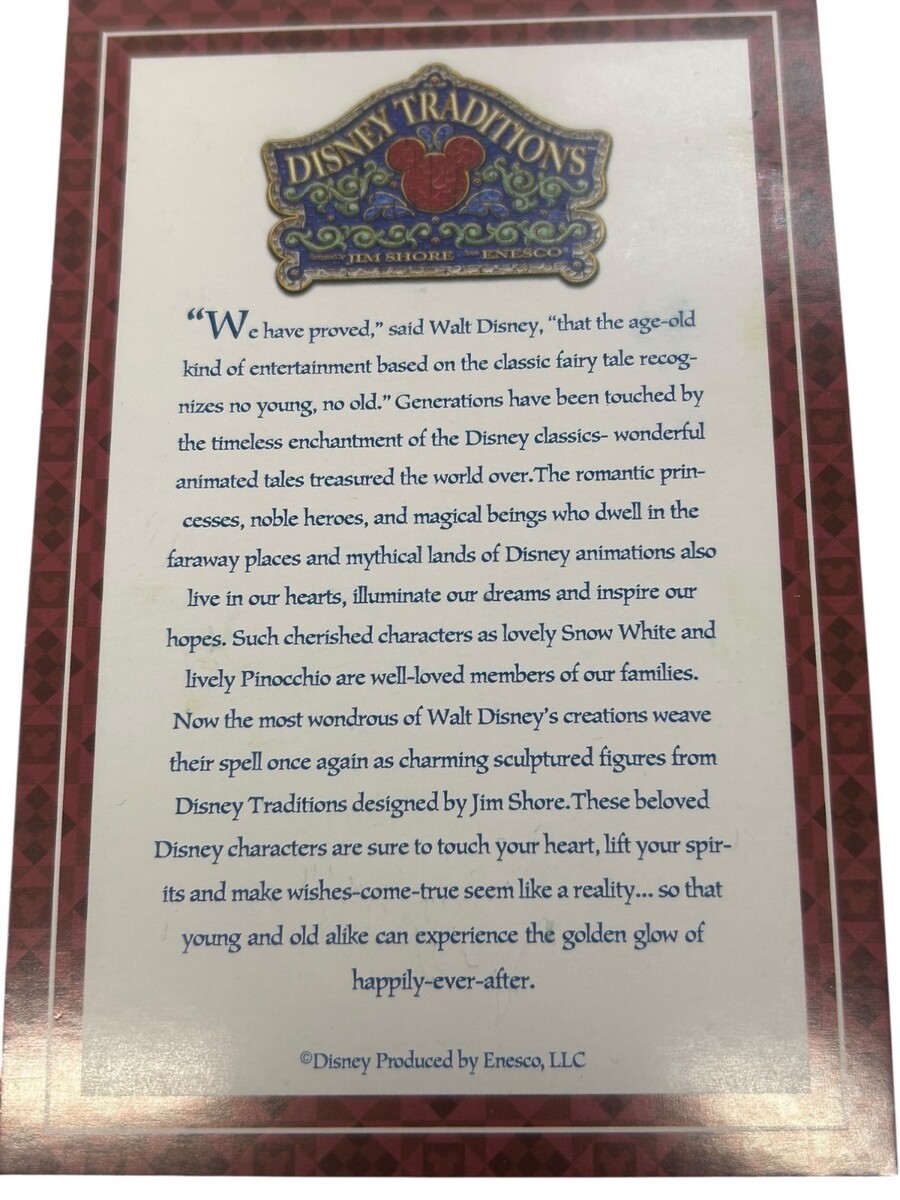 DISNEY TRADITIONS™
JIM SHORE ENESCO
“We have proved,” said Walt Disney, “that the age-old
kind of entertainment based on the classic fairy tale recog-
nizes no young, no old.” Generations have been touched by
the timeless enchantment of the Disney classics- wonderful
animated tales treasured the world over.The romantic prin-
cesses, noble heroes, and magical beings who dwell in the
faraway places and mythical lands of Disney animations also
live in our hearts, illuminate our dreams and inspire our
hopes. Such cherished characters as lovely Snow White and
lively Pinocchio are well-loved members of our families.
Now the most wondrous of Walt Disney’s creations weave
their spell once again as charming sculptured figures from
Disney Traditions designed by Jim Shore.These beloved
Disney characters are sure to touch your heart, lift your spir-
its and make wishes-come-true seem like a reality... so that
young and old alike can experience the golden glow of
happily-ever-after.
©Disney Produced by Enesco, LLC